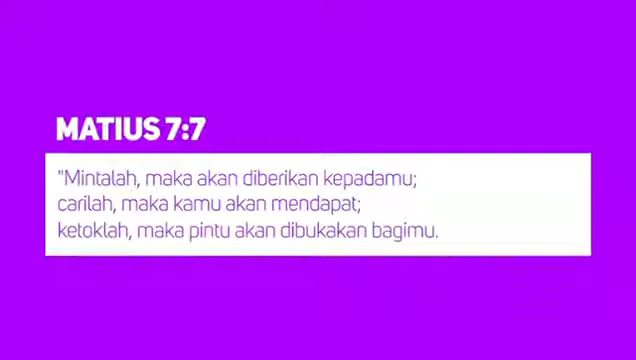 MATIUS 7:7
"Mintalah, maka akan diberikan kepadamu;
carilah, maka kamu akan mendapat;
ketoklah, maka pintu akan dibukakan bagimu.